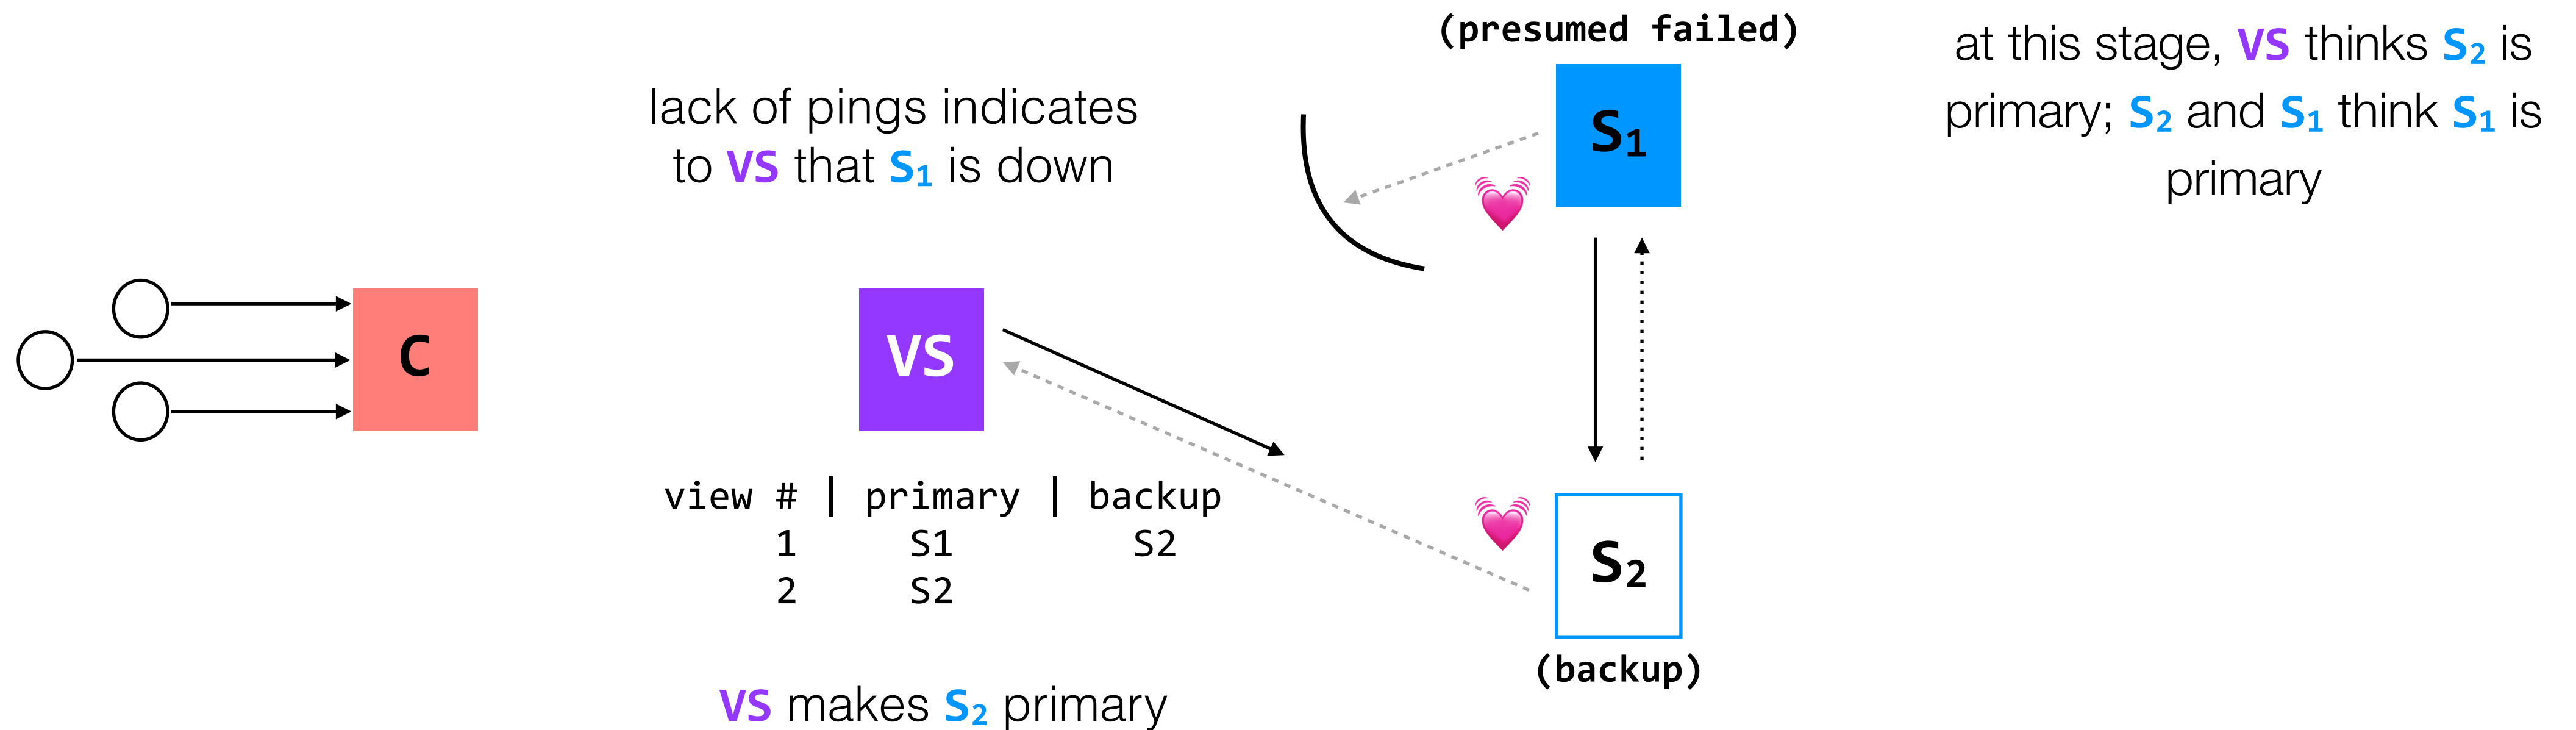 (presumed failed)
at this stage, VS thinks S₂ is
primary; S₂ and S₁ think S₁ is
primary
lack of pings indicates
to VS that S₁ is down
S₁
C
VS
view # | primary | backup
1 S1 S2
2 S2
S₂
(backup)
VS makes S₂ primary